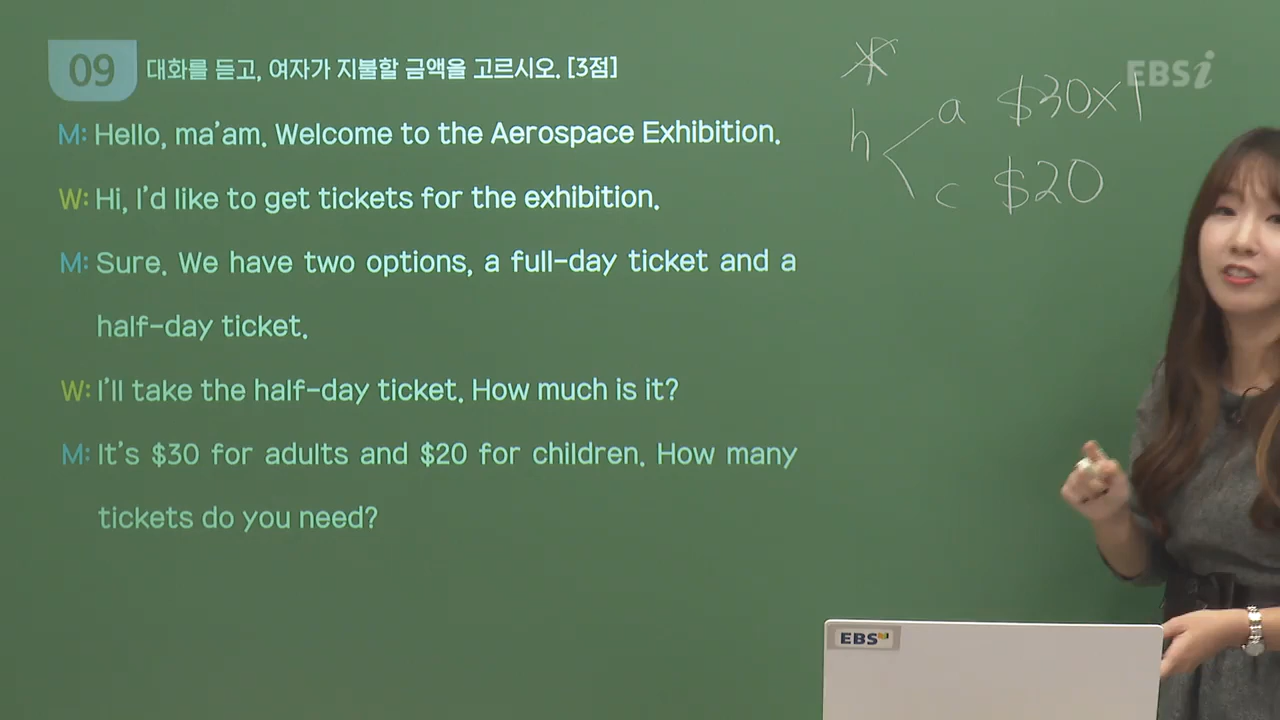 09 대화를 듣고, 여자가 지불할 금액을 고르시오. [3점]
M: Hello, ma'am. Welcome to the Aerospace Exhibition.
W: Hi, I'd like to get tickets for the exhibition.
M: Sure. We have two options, a full-day ticket and a
half-day ticket.
W: I'll take the half-day ticket. How much is it?
M: It's $30 for adults and $20 for children. How many
tickets do you need?
EBSi
h
a $30×1
c $20
EBS